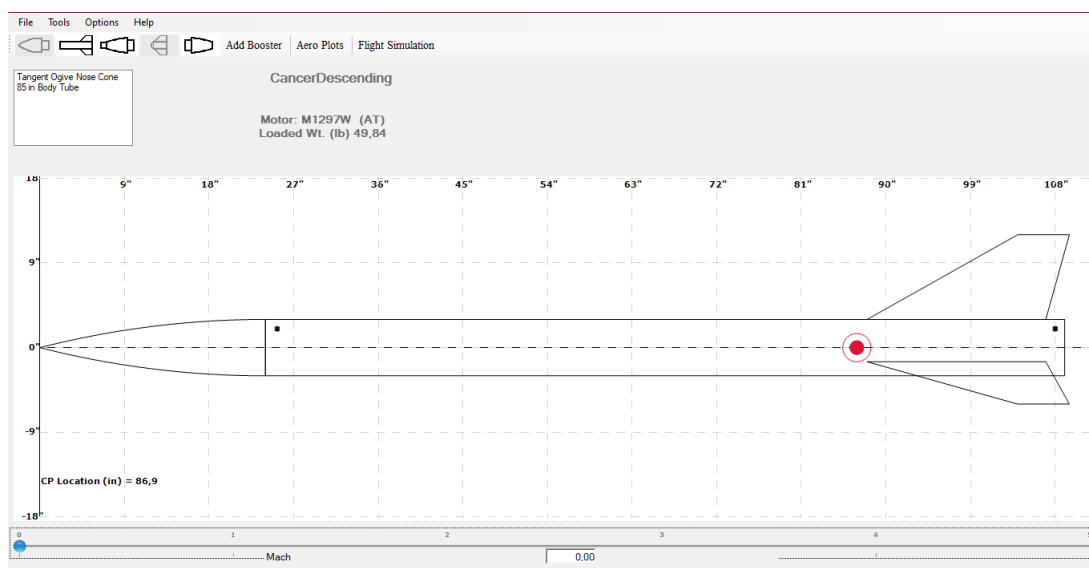 File Tools Options Help
Add Booster Aero Plots Flight Simulation
Tangent Ogive Nose Cone
85 in Body Tube
CancerDescending
Motor: M1297W (AT)
Loaded Wt. (lb) 49,84
18
9" 18" 27" 36" 45" 54" 63" 72" 81" 90" 99" 108"
9"
0"
-9"
CP Location (in) = 86,9
-18"
0 1 2 3 4
Mach 0,00